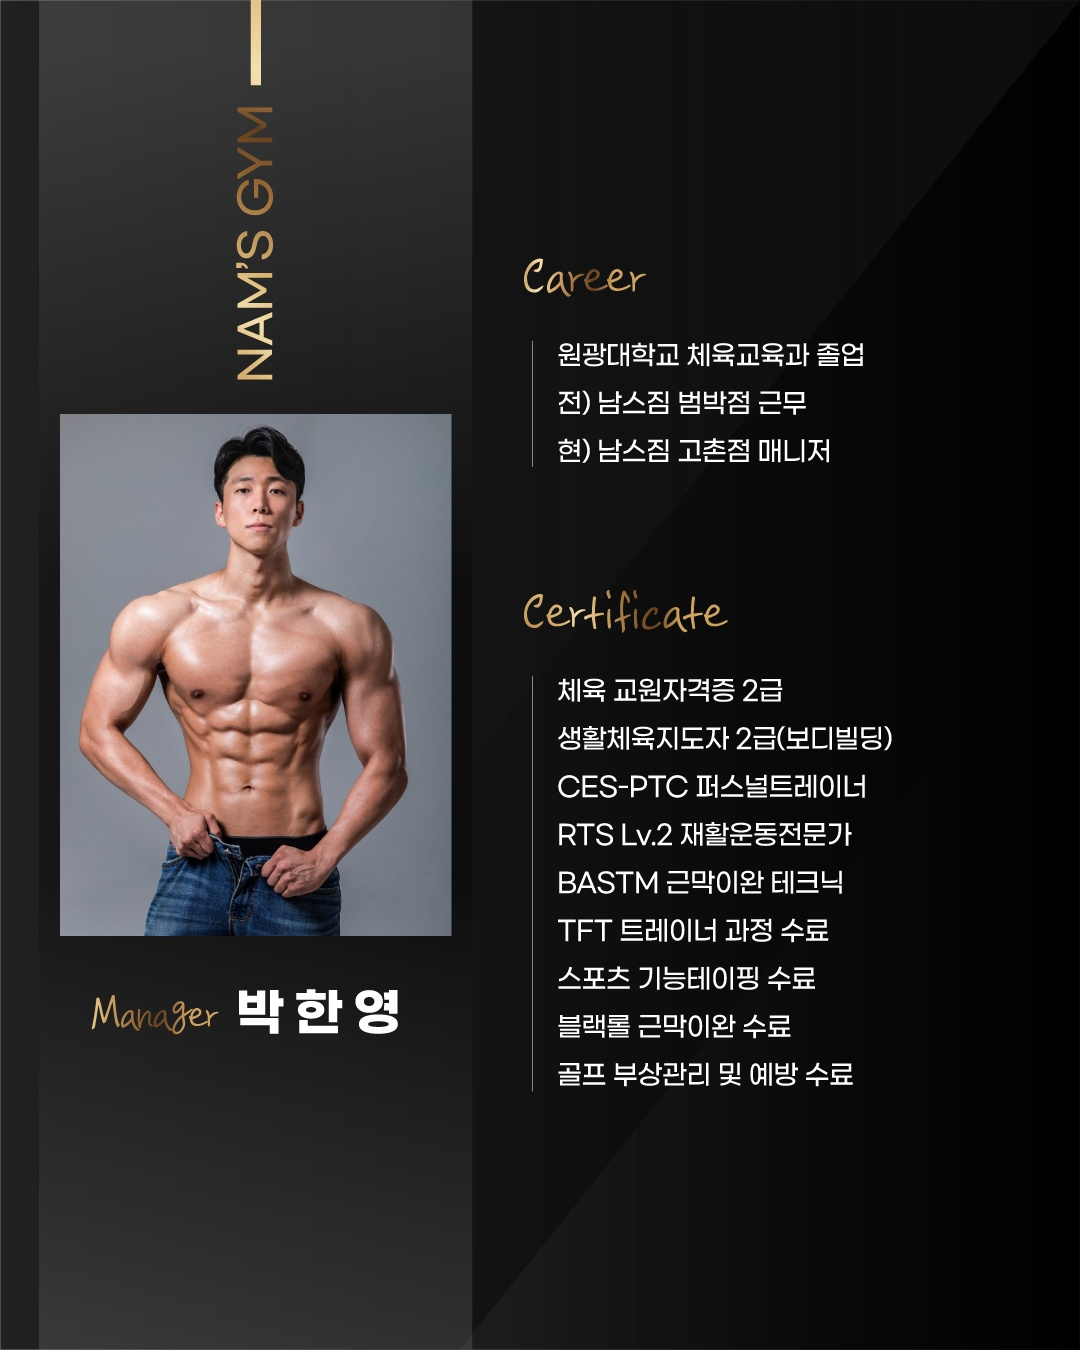 NAM'S GYM
Manager 박한영
Career
원광대학교 체육교육과 졸업
전) 남스짐 범박점 근무
현) 남스짐 고촌점 매니저
Certificate
체육 교원자격증 2급
생활체육지도자 2급(보디빌딩)
CES-PTC 퍼스널트레이너
RTS Lv.2 재활운동전문가
BASTM 근막이완 테크닉
TFT 트레이너 과정 수료
스포츠 기능테이핑 수료
블랙롤 근막이완 수료
골프 부상관리 및 예방 수료